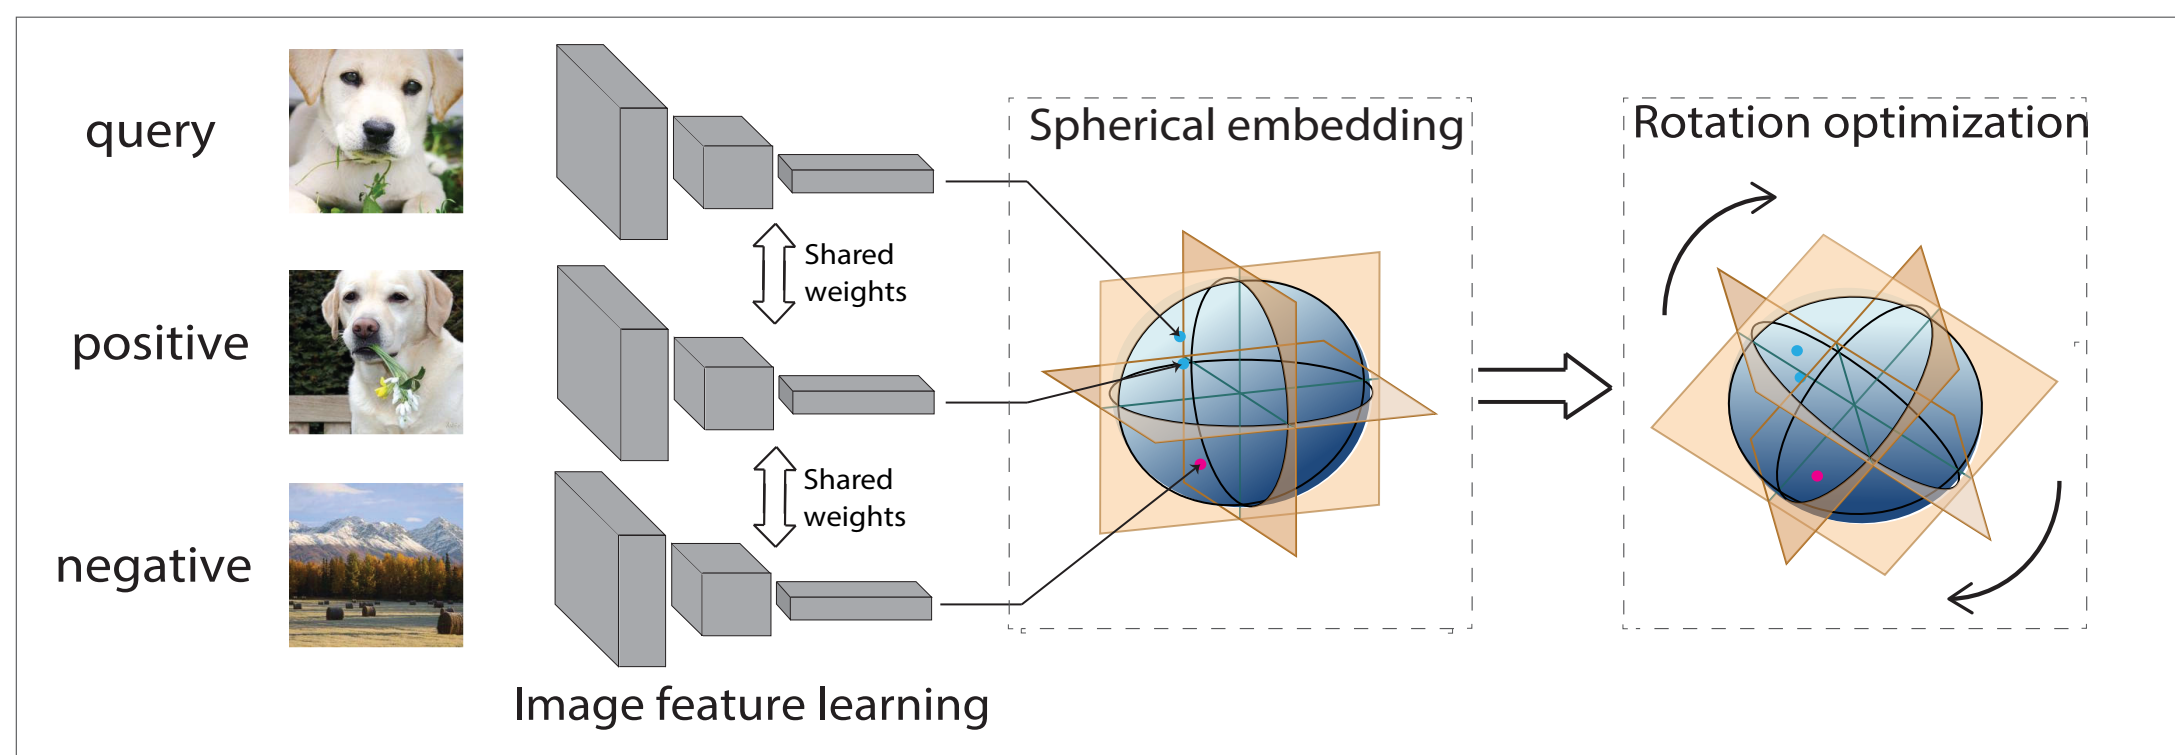 query
positive
negative
Shared
weights
Shared
weights
Image feature learning
Spherical embedding
Rotation optimization